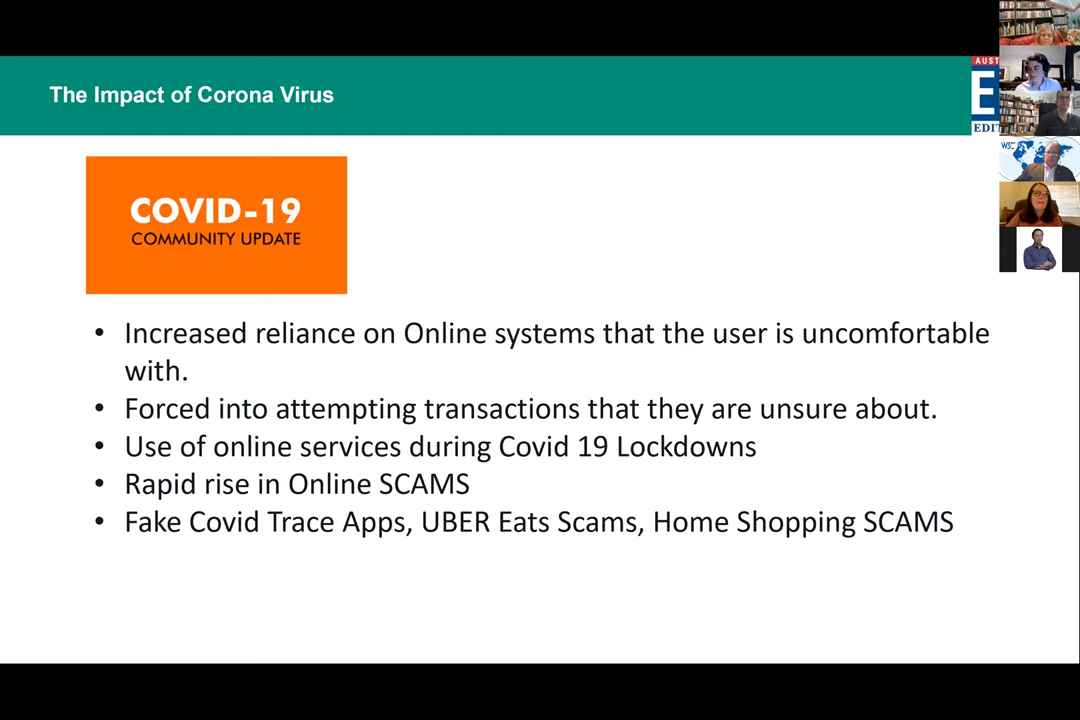 The Impact of Corona Virus
AUST
E
EDIT
COVID-19
COMMUNITY UPDATE
• Increased reliance on Online systems that the user is uncomfortable
with.
• Forced into attempting transactions that they are unsure about.
• Use of online services during Covid 19 Lockdowns
• Rapid rise in Online SCAMS
• Fake Covid Trace Apps, UBER Eats Scams, Home Shopping SCAMS